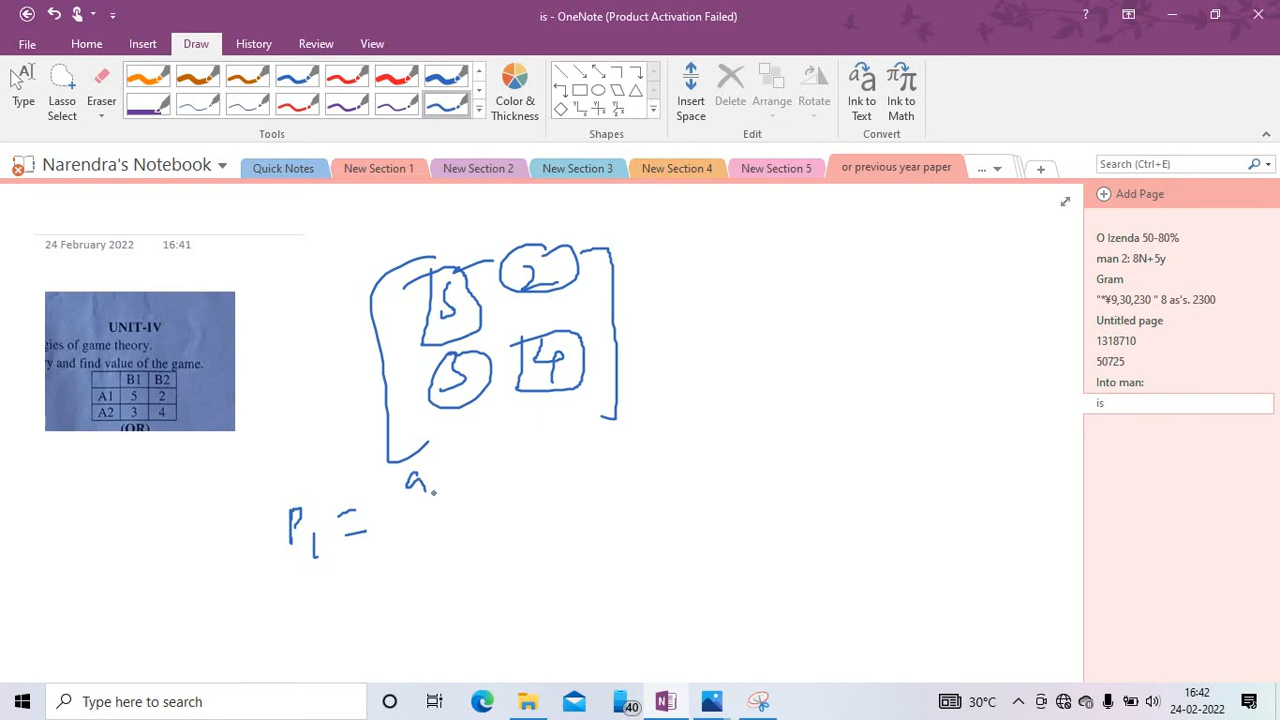 is - OneNote (Product Activation Failed)
File Home Insert Draw History Review View
Type
Lasso Select
Eraser
Color & Thickness
Insert Space
Delete
Arrange
Rotate
Ink to Text
Ink to Math
Tools
Shapes
Edit
Convert
Narendra's Notebook
Quick Notes New Section 1 New Section 2 New Section 3 New Section 4 New Section 5 or previous year paper ...
Search (Ctrl+E)
Add Page
O Izenda 50-80%
man 2: 8N+5y
Gram
"*¥9,30,230 " 8 as's. 2300
Untitled page
1318710
50725
Into man:
is
24 February 2022 16:41
UNIT-IV
gies of game theory.
y and find value of the game.
B1 B2
A1 5 2
A2 3 4
(OR)
5 2
3 4
a
P1 =
Type here to search
40
30°C
16:42
24-02-2022